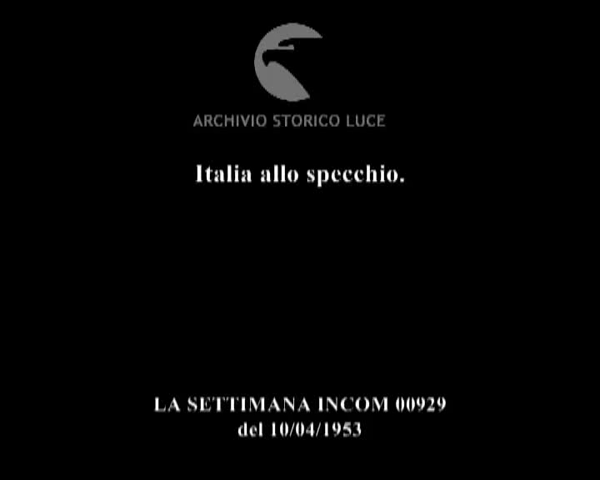 ARCHIVIO STORICO LUCE
Italia allo specchio.
LA SETTIMANA INCOM 00929
del 10/04/1953